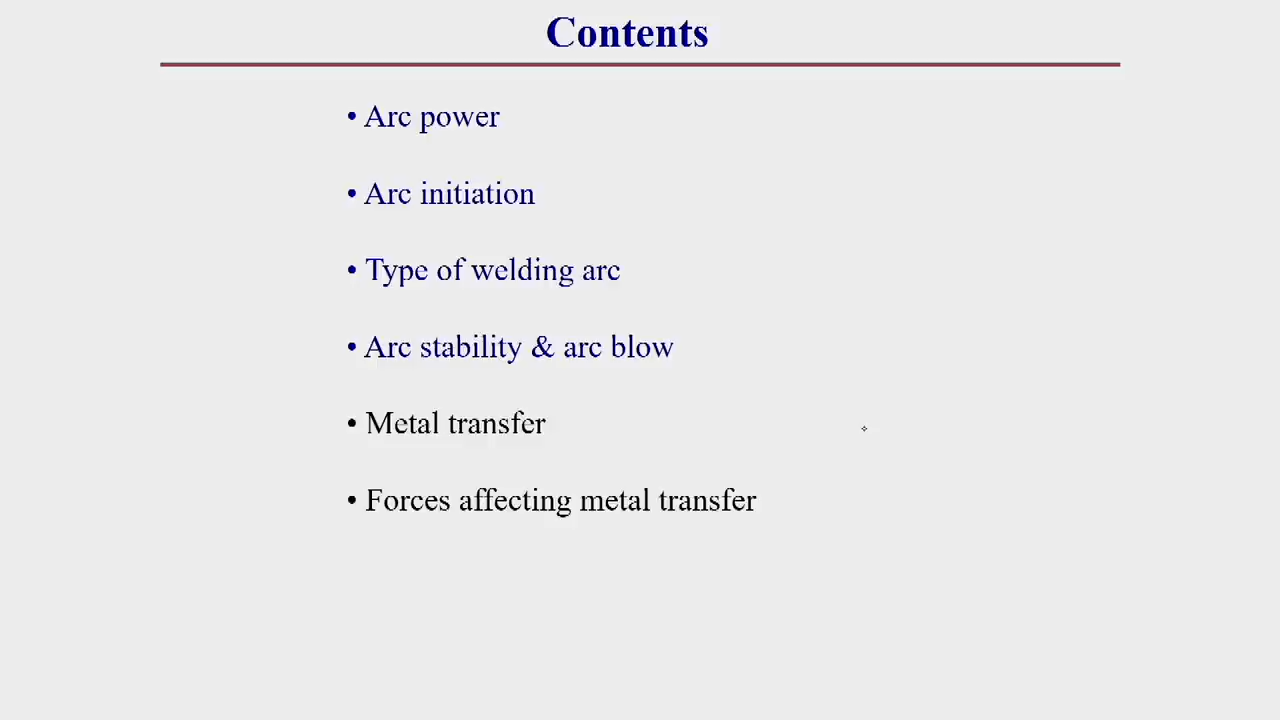 Contents
• Arc power
• Arc initiation
• Type of welding arc
• Arc stability & arc blow
• Metal transfer
• Forces affecting metal transfer